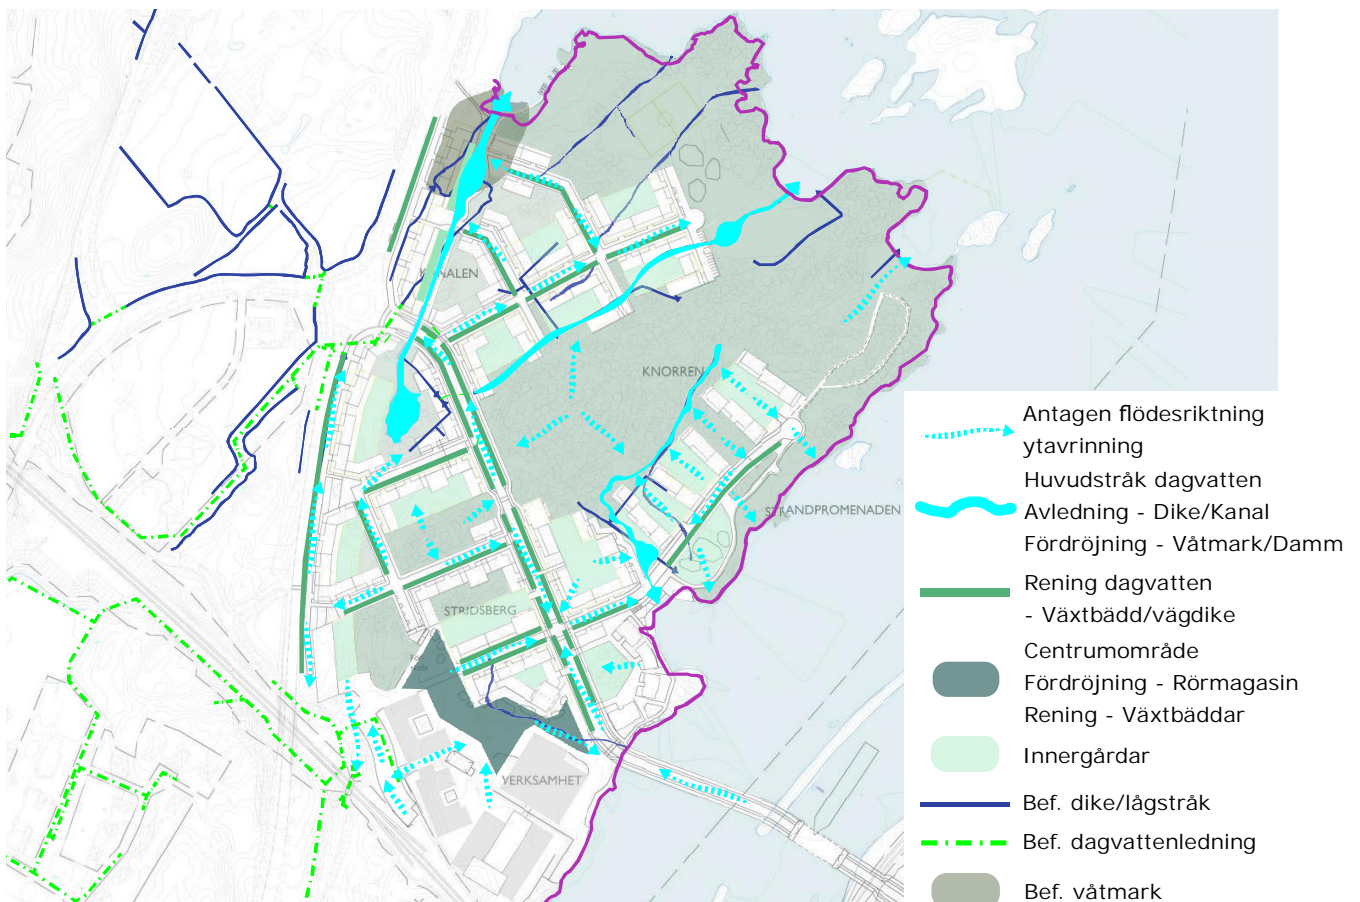 KNORREN
STRANDPROMENADEN
STRIDSBERG
VERKSAMHET
Antagen flödesriktning
ytavrinning
Huvudstråk dagvatten
Avledning - Dike/Kanal
Fördröjning - Våtmark/Damm
Rening dagvatten
- Växtbädd/vägdike
Centrumområde
Fördröjning - Rörmagasin
Rening - Växtbäddar
Innergårdar
Bef. dike/lågstråk
Bef. dagvattenledning
Bef. våtmark